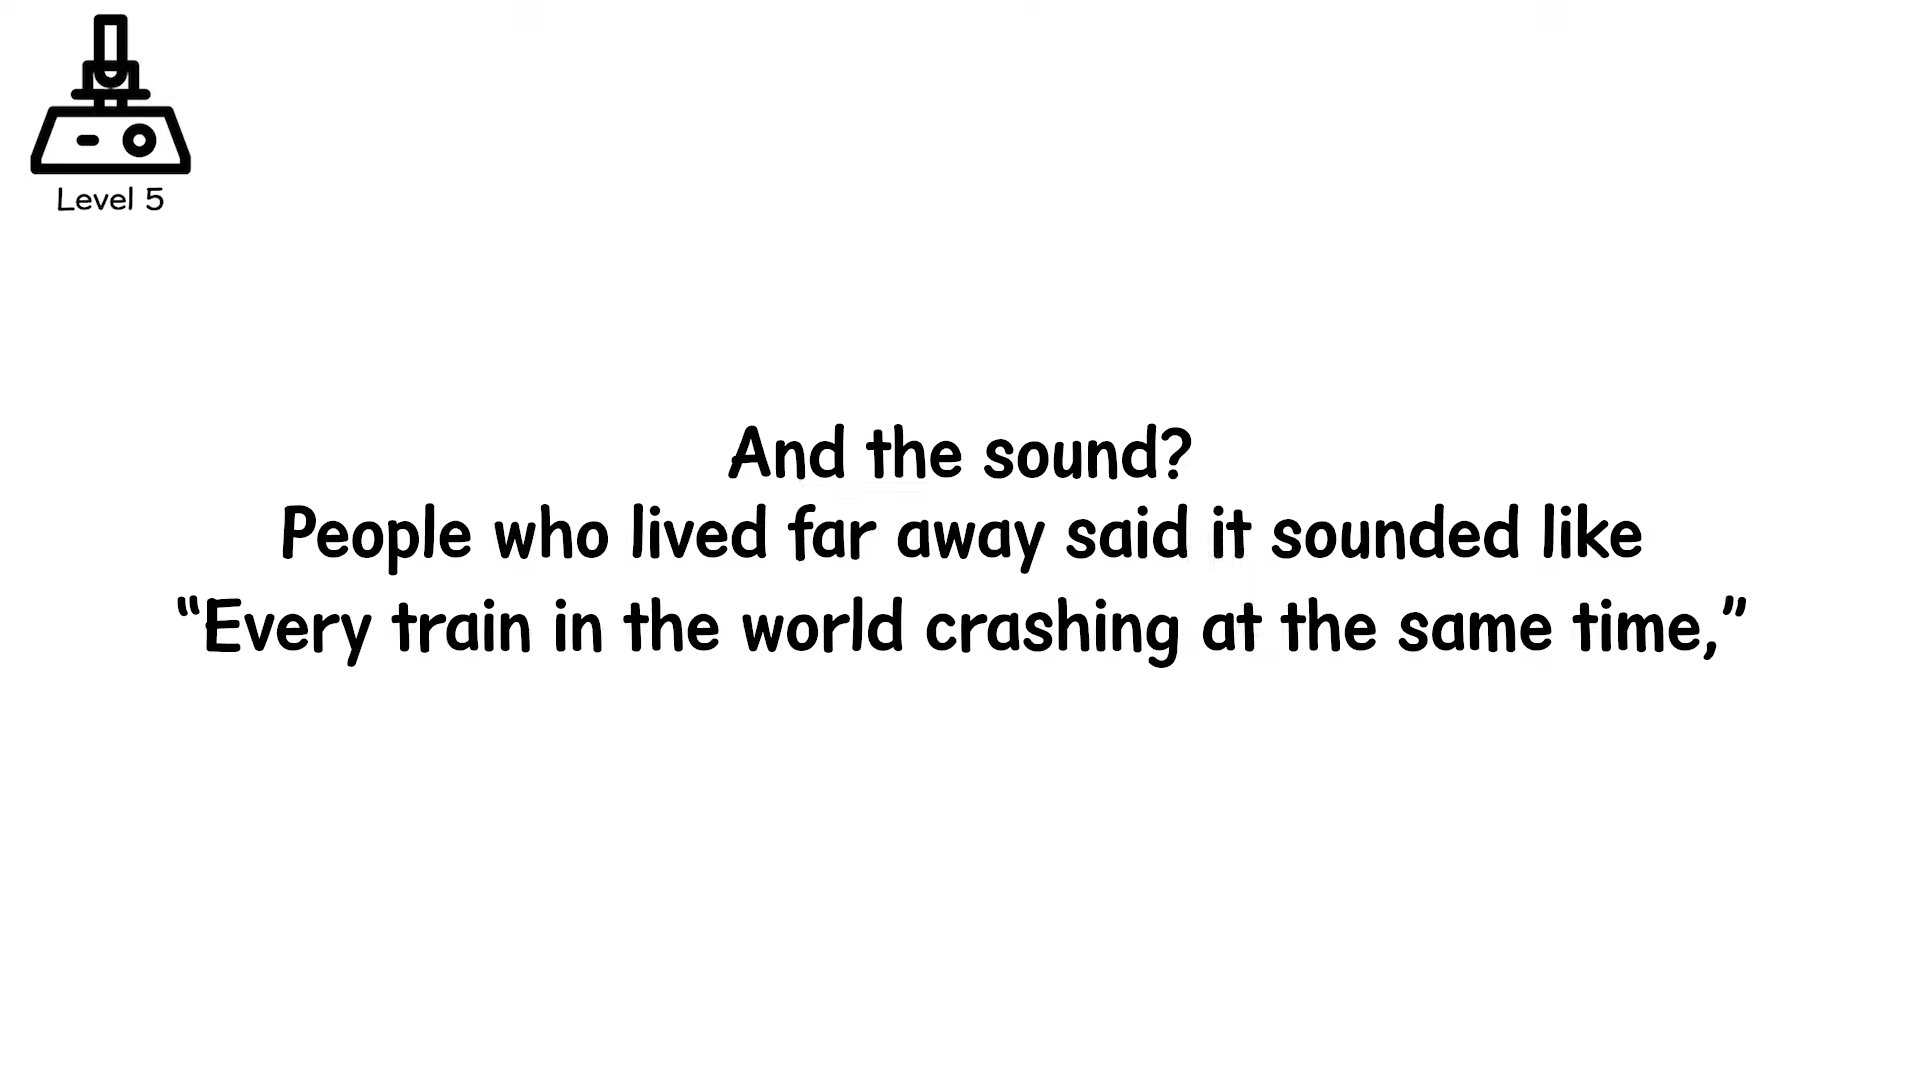 Level 5
And the sound?
People who lived far away said it sounded like
“Every train in the world crashing at the same time,”